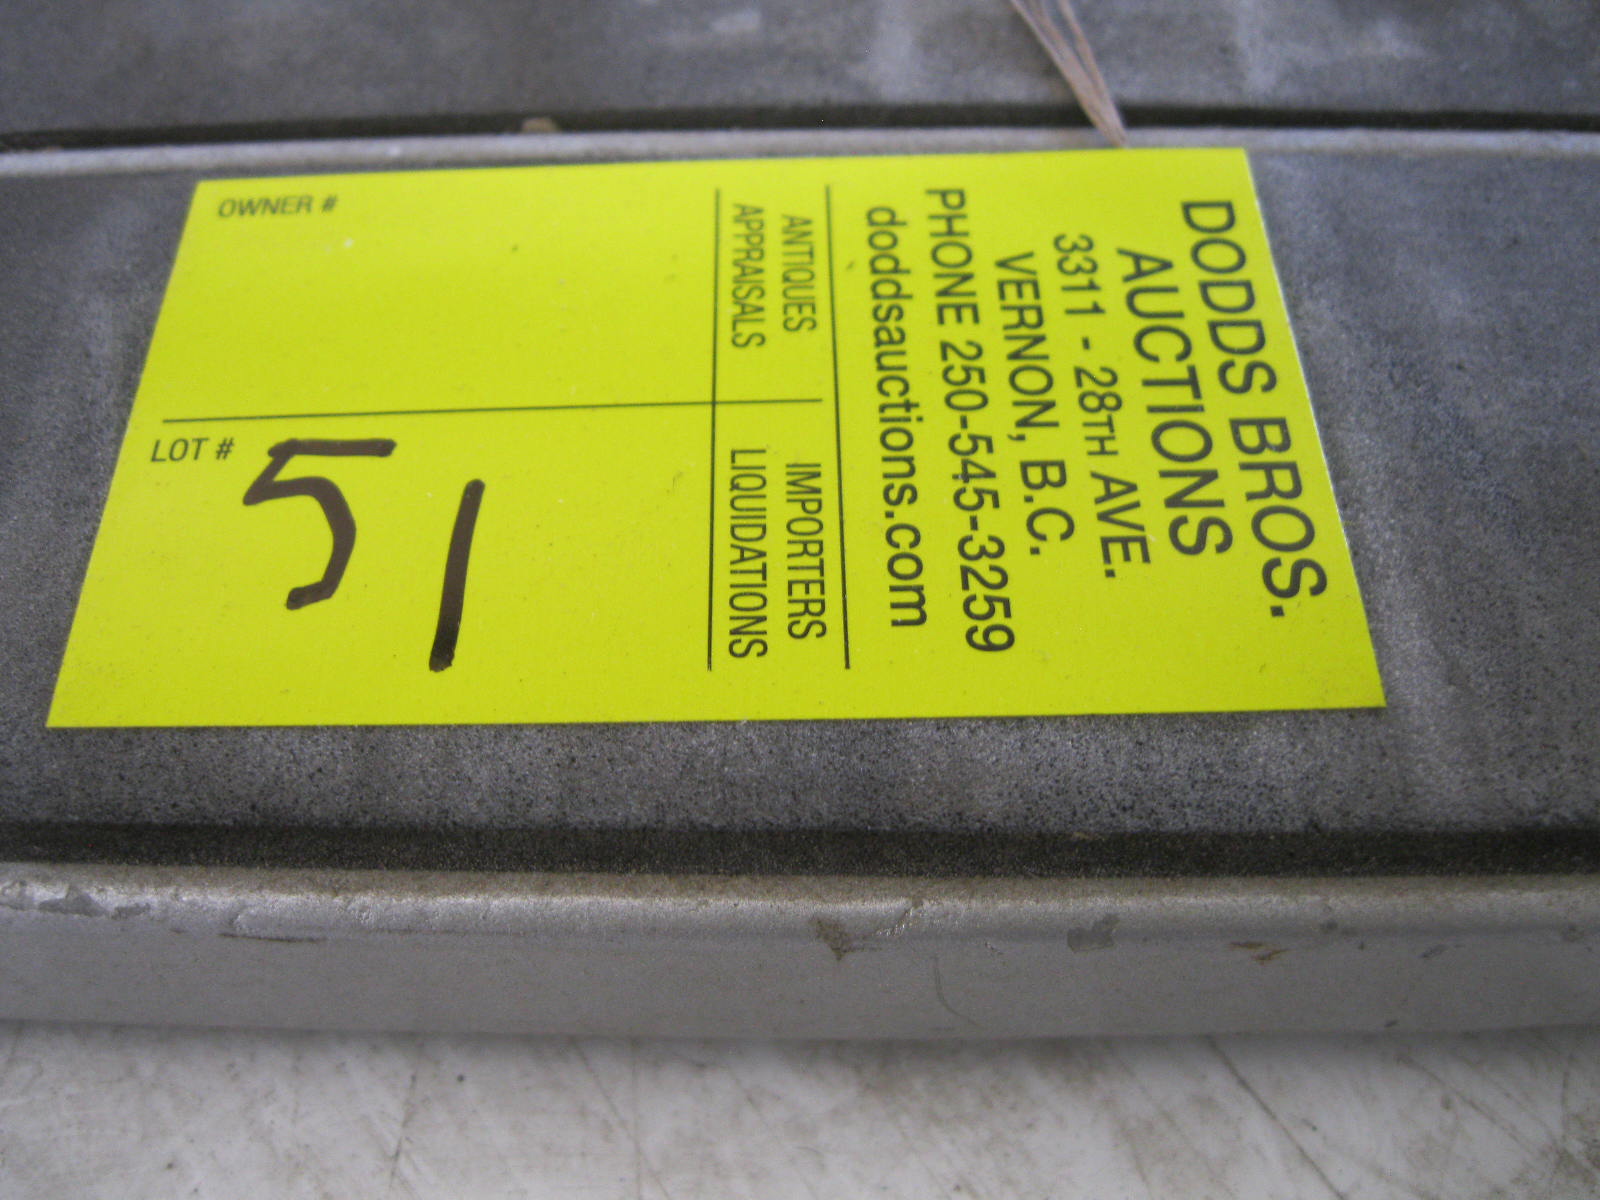 DODDS BROS.
AUCTIONS
3311 - 28TH AVE.
VERNON, B.C.
PHONE 250-545-3259
doddsauctions.com
ANTIQUES IMPORTERS
APPRAISALS LIQUIDATIONS
OWNER #
LOT # 51